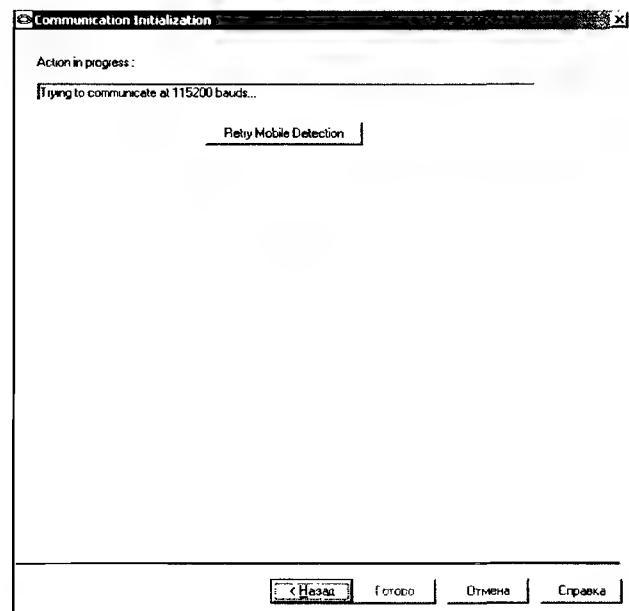 Communication Initialization
Action in progress :
Trying to communicate at 115200 bauds...
Retry Mobile Detection
< Назад Готово Отмена Справка